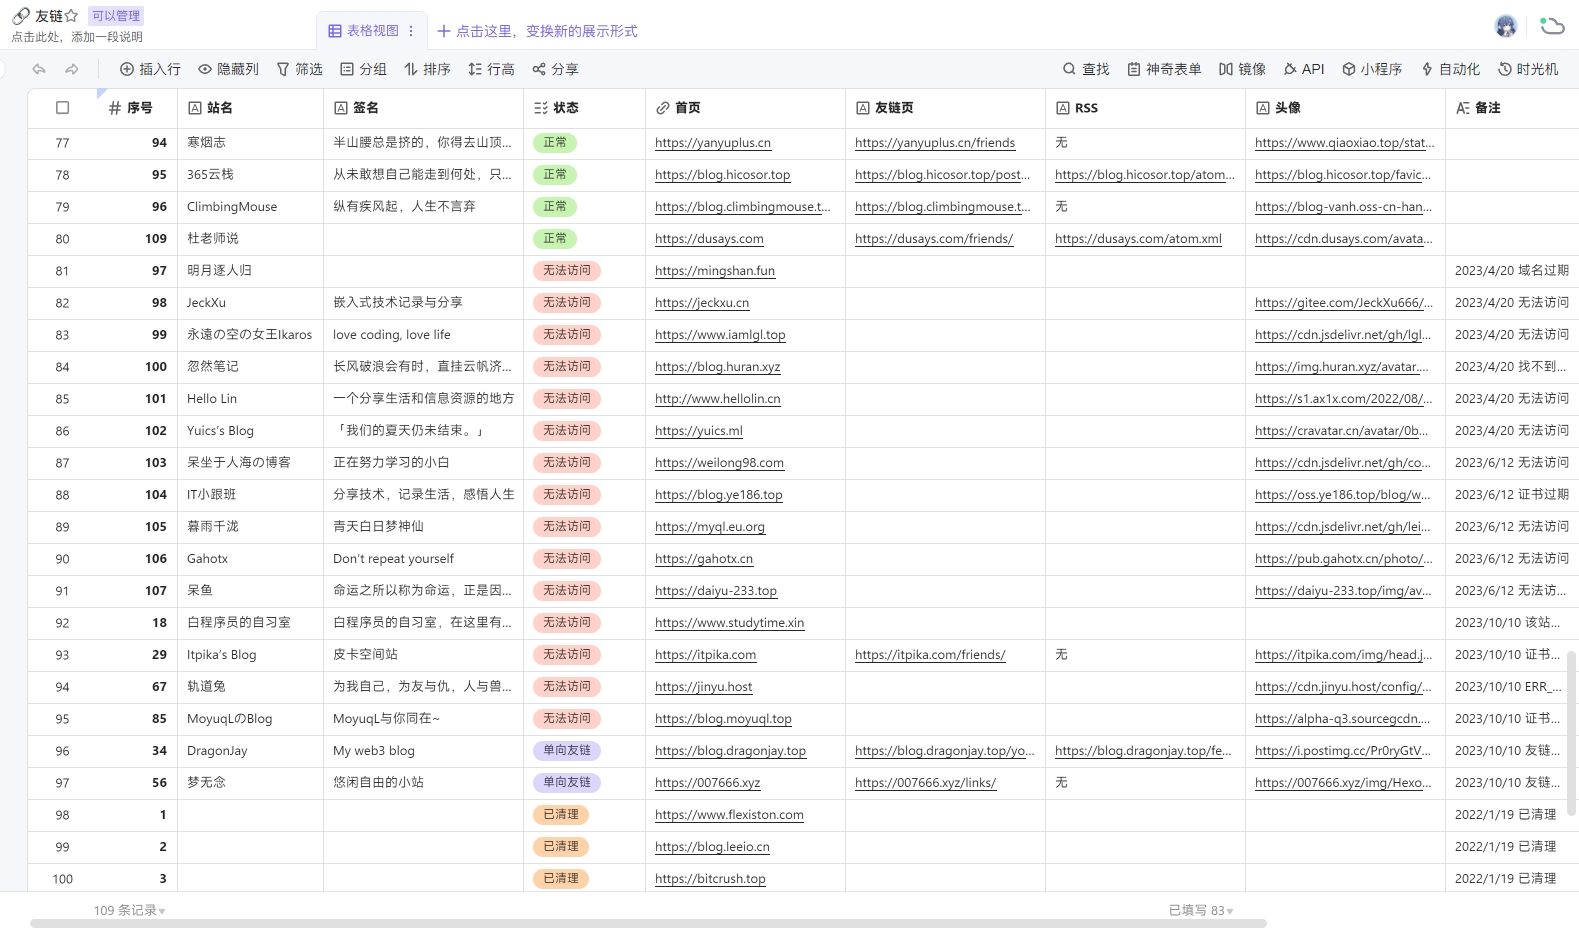 友链 可以管理
点击此处，添加一段说明
表格视图 点击这里，变换新的展示形式
插入行 隐藏列 筛选 分组 排序 行高 分享 查找 神奇表单 镜像 API 小程序 自动化 时光机
序号 站名 签名 状态 首页 友链页 RSS 头像 备注
77 94 寒烟志 半山腰总是挤的，你得去山顶... 正常 https://yanyuplus.cn https://yanyuplus.cn/friends 无 https://www.qiaoxiao.top/stat...
78 95 365云栈 从未敢想自己能走到何处，只... 正常 https://blog.hicosor.top https://blog.hicosor.top/post... https://blog.hicosor.top/atom... https://blog.hicosor.top/favic...
79 96 ClimbingMouse 纵有疾风起，人生不言弃 正常 https://blog.climbingmouse.t... https://blog.climbingmouse.t... 无 https://blog-vanh.oss-cn-han...
80 109 杜老师说 正常 https://dusays.com https://dusays.com/friends/ https://dusays.com/atom.xml https://cdn.dusays.com/avata...
81 97 明月逐人归 无法访问 https://mingshan.fun 2023/4/20 域名过期
82 98 JeckXu 嵌入式技术记录与分享 无法访问 https://jeckxu.cn https://gitee.com/JeckXu666/... 2023/4/20 无法访问
83 99 永遠の空の女王Ikaros love coding, love life 无法访问 https://www.iamlgl.top https://cdn.jsdelivr.net/gh/lgl... 2023/4/20 无法访问
84 100 忽然笔记 长风破浪会有时，直挂云帆济... 无法访问 https://blog.huran.xyz https://img.huran.xyz/avatar.... 2023/4/20 找不到...
85 101 Hello Lin 一个分享生活和信息资源的地方 无法访问 http://www.hellolin.cn https://s1.ax1x.com/2022/08/... 2023/4/20 无法访问
86 102 Yuics's Blog 「我们的夏天仍未结束。」 无法访问 https://yuics.ml https://cravatar.cn/avatar/0b... 2023/4/20 无法访问
87 103 呆坐于人海の博客 正在努力学习的小白 无法访问 https://weilong98.com https://cdn.jsdelivr.net/gh/co... 2023/6/12 无法访问
88 104 IT小跟班 分享技术，记录生活，感悟人生 无法访问 https://blog.ye186.top https://oss.ye186.top/blog/w... 2023/6/12 证书过期
89 105 暮雨千泷 青天白日梦神仙 无法访问 https://myql.eu.org https://cdn.jsdelivr.net/gh/lei... 2023/6/12 无法访问
90 106 Gahotx Don't repeat yourself 无法访问 https://gahotx.cn https://pub.gahotx.cn/photo/... 2023/6/12 无法访问
91 107 呆鱼 命运之所以称为命运，正是因... 无法访问 https://daiyu-233.top https://daiyu-233.top/img/av... 2023/6/12 无法访...
92 18 白程序员的自习室 白程序员的自习室，在这里有... 无法访问 https://www.studytime.xin 2023/10/10 该站...
93 29 Itpika's Blog 皮卡空间站 无法访问 https://itpika.com https://itpika.com/friends/ 无 https://itpika.com/img/head.j... 2023/10/10 证书...
94 67 轨道兔 为我自己，为友与仇，人与兽... 无法访问 https://jinyu.host https://cdn.jinyu.host/config/... 2023/10/10 ERR_...
95 85 MoyuqLのBlog MoyuqL与你同在~ 无法访问 https://blog.moyuql.top https://alpha-q3.sourcegcdn.... 2023/10/10 证书...
96 34 DragonJay My web3 blog 单向友链 https://blog.dragonjay.top https://blog.dragonjay.top/yo... https://blog.dragonjay.top/fe... https://i.postimg.cc/Pr0ryGtV... 2023/10/10 友链...
97 56 梦无念 悠闲自由的小站 单向友链 https://007666.xyz https://007666.xyz/links/ 无 https://007666.xyz/img/Hexo... 2023/10/10 友链...
98 1 已清理 https://www.flexiston.com 2022/1/19 已清理
99 2 已清理 https://blog.leeio.cn 2022/1/19 已清理
100 3 已清理 https://bitcrush.top 2022/1/19 已清理
109 条记录 已填写 83